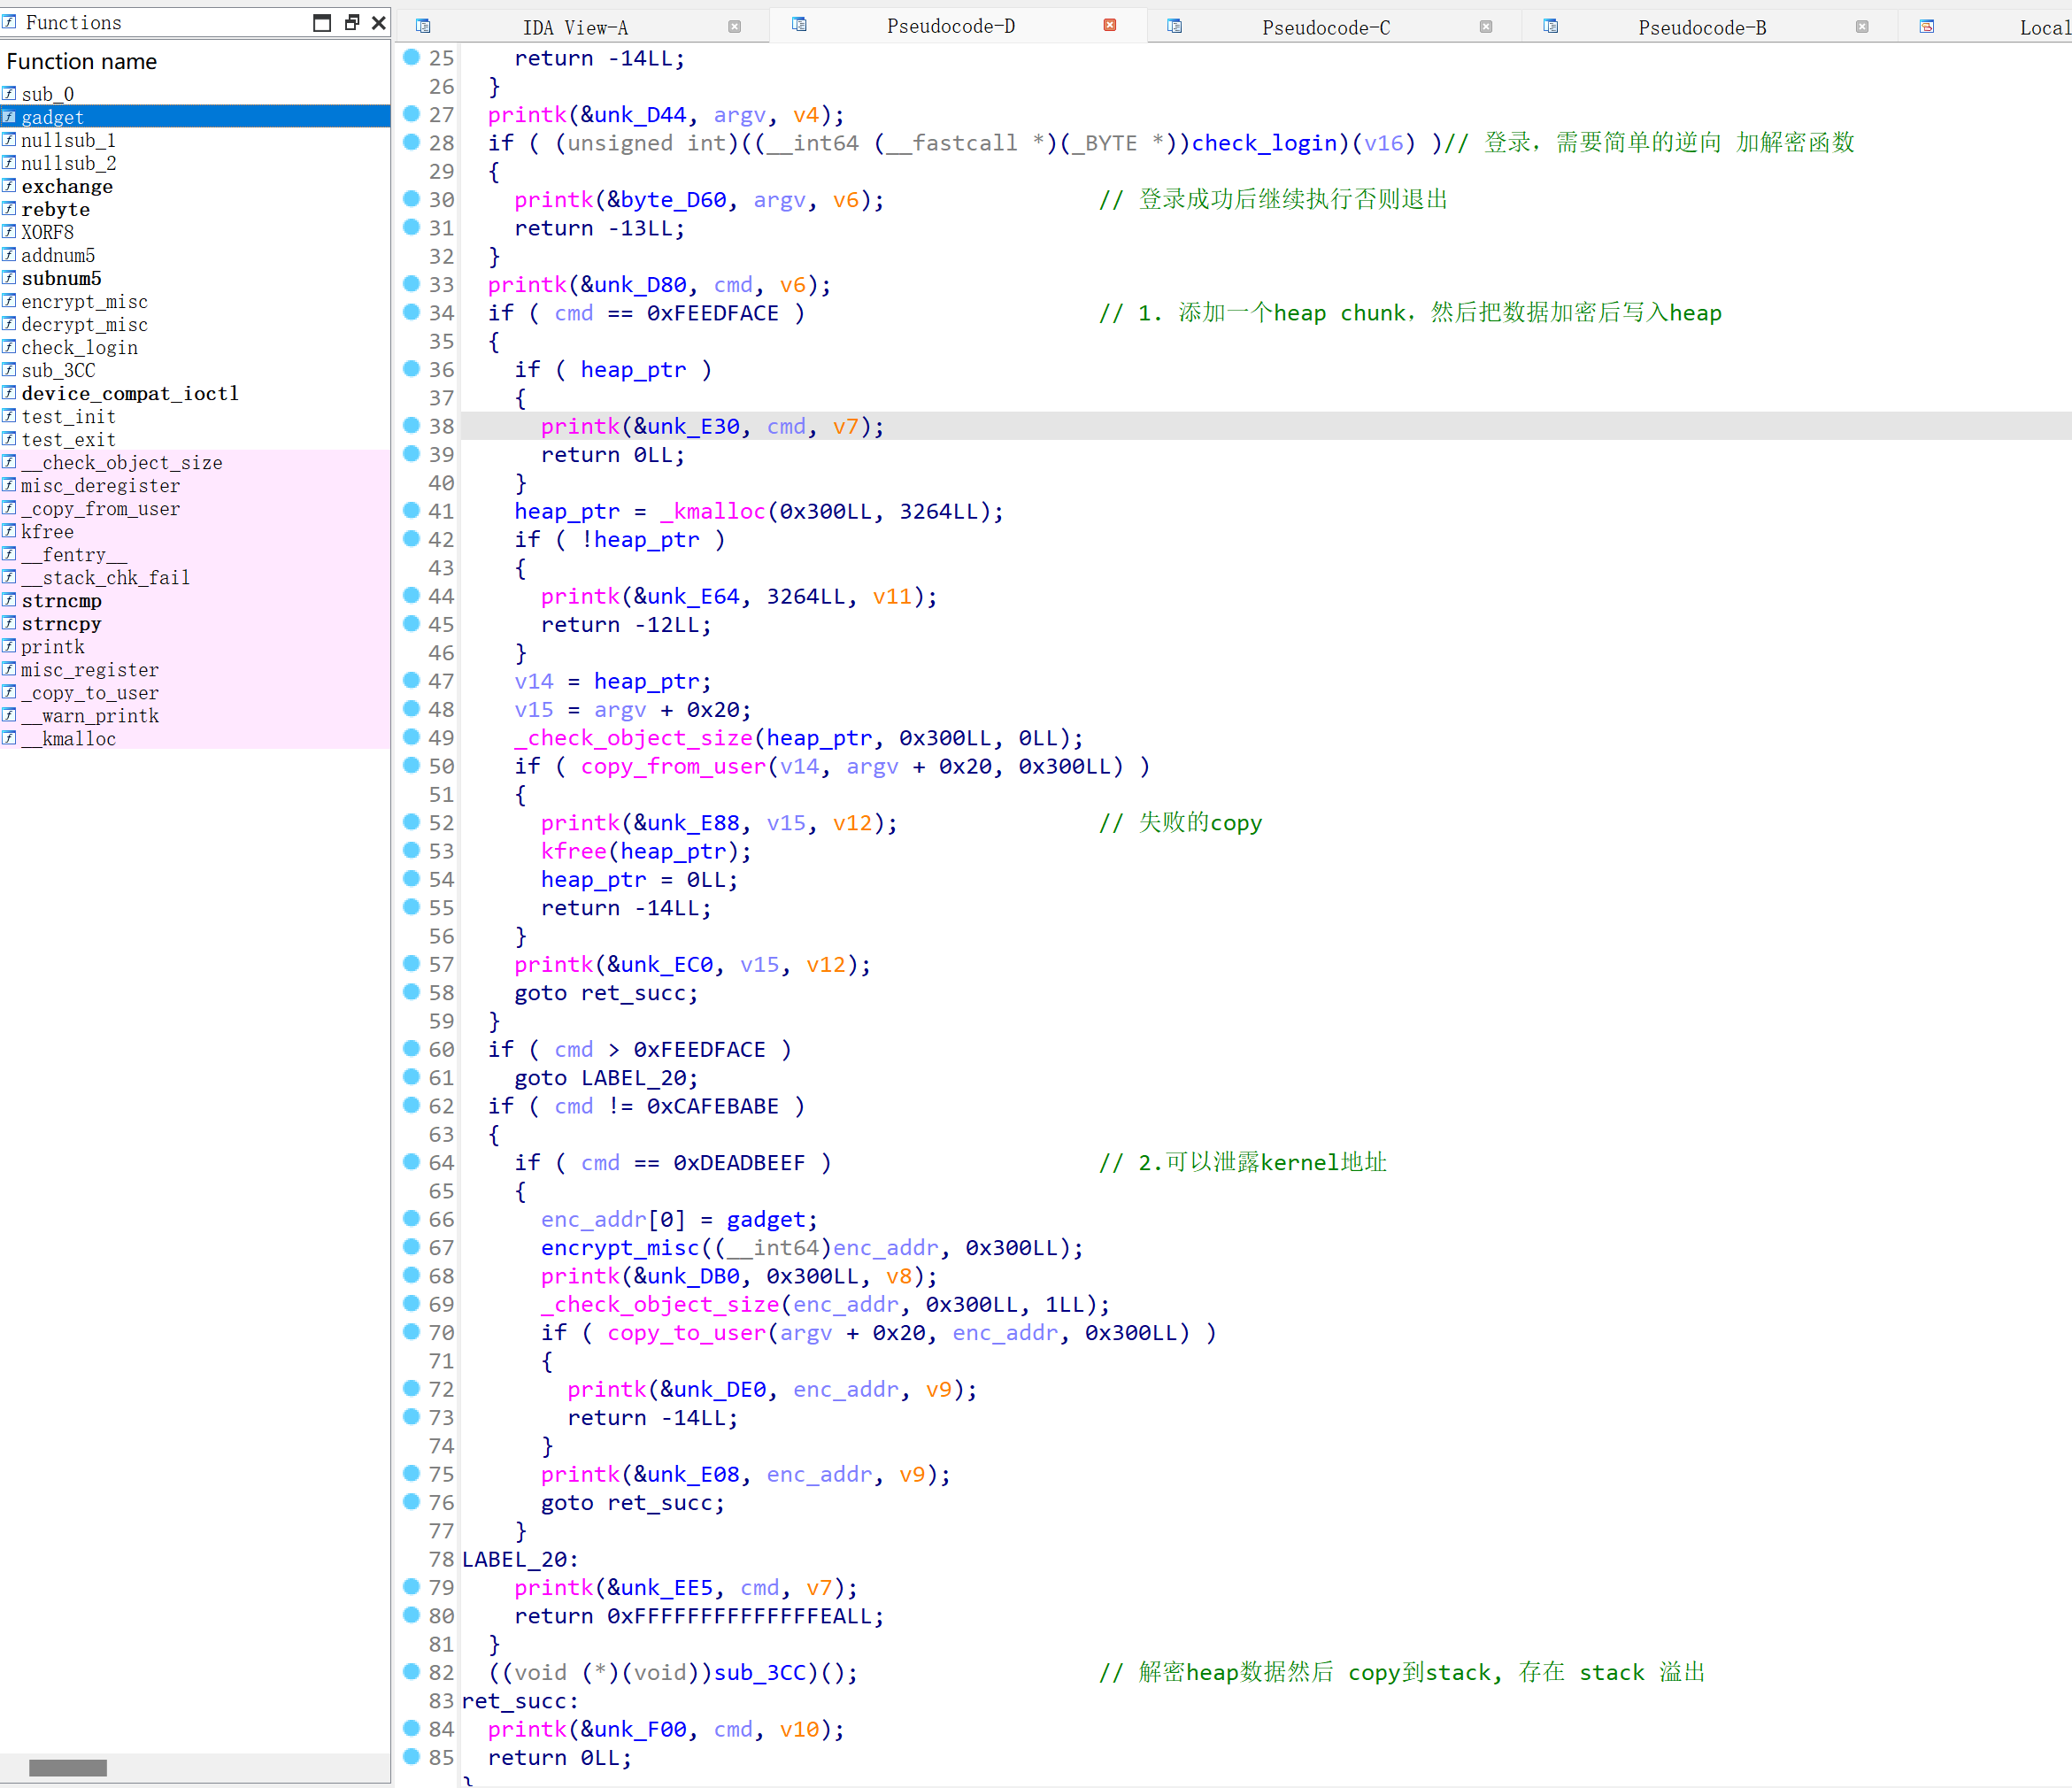 Functions
Function name
sub_0
gadget
nullsub_1
nullsub_2
exchange
rebyte
XORF8
addnum5
subnum5
encrypt_misc
decrypt_misc
check_login
sub_3CC
device_compat_ioctl
test_init
test_exit
__check_object_size
misc_deregister
_copy_from_user
kfree
__fentry__
__stack_chk_fail
strncmp
strncpy
printk
misc_register
_copy_to_user
__warn_printk
__kmalloc
IDA View-A
Pseudocode-D
Pseudocode-C
Pseudocode-B
Local
25 return -14LL;
26 }
27 printk(&unk_D44, argv, v4);
28 if ( (unsigned int)((__int64 (__fastcall *)(_BYTE *))check_login)(v16) )// 登录，需要简单的逆向 加解密函数
29 {
30 printk(&byte_D60, argv, v6); // 登录成功后继续执行否则退出
31 return -13LL;
32 }
33 printk(&unk_D80, cmd, v6);
34 if ( cmd == 0xFEEDFACE ) // 1. 添加一个heap chunk，然后把数据加密后写入heap
35 {
36 if ( heap_ptr )
37 {
38 printk(&unk_E30, cmd, v7);
39 return 0LL;
40 }
41 heap_ptr = _kmalloc(0x300LL, 3264LL);
42 if ( !heap_ptr )
43 {
44 printk(&unk_E64, 3264LL, v11);
45 return -12LL;
46 }
47 v14 = heap_ptr;
48 v15 = argv + 0x20;
49 _check_object_size(heap_ptr, 0x300LL, 0LL);
50 if ( copy_from_user(v14, argv + 0x20, 0x300LL) )
51 {
52 printk(&unk_E88, v15, v12); // 失败的copy
53 kfree(heap_ptr);
54 heap_ptr = 0LL;
55 return -14LL;
56 }
57 printk(&unk_EC0, v15, v12);
58 goto ret_succ;
59 }
60 if ( cmd > 0xFEEDFACE )
61 goto LABEL_20;
62 if ( cmd != 0xCAFEBABE )
63 {
64 if ( cmd == 0xDEADBEEF ) // 2.可以泄露kernel地址
65 {
66 enc_addr[0] = gadget;
67 encrypt_misc((__int64)enc_addr, 0x300LL);
68 printk(&unk_DB0, 0x300LL, v8);
69 _check_object_size(enc_addr, 0x300LL, 1LL);
70 if ( copy_to_user(argv + 0x20, enc_addr, 0x300LL) )
71 {
72 printk(&unk_DE0, enc_addr, v9);
73 return -14LL;
74 }
75 printk(&unk_E08, enc_addr, v9);
76 goto ret_succ;
77 }
78 LABEL_20:
79 printk(&unk_EE5, cmd, v7);
80 return 0xFFFFFFFFFFFFFFEALL;
81 }
82 ((void (*)(void))sub_3CC)(); // 解密heap数据然后 copy到stack, 存在 stack 溢出
83 ret_succ:
84 printk(&unk_F00, cmd, v10);
85 return 0LL;
}